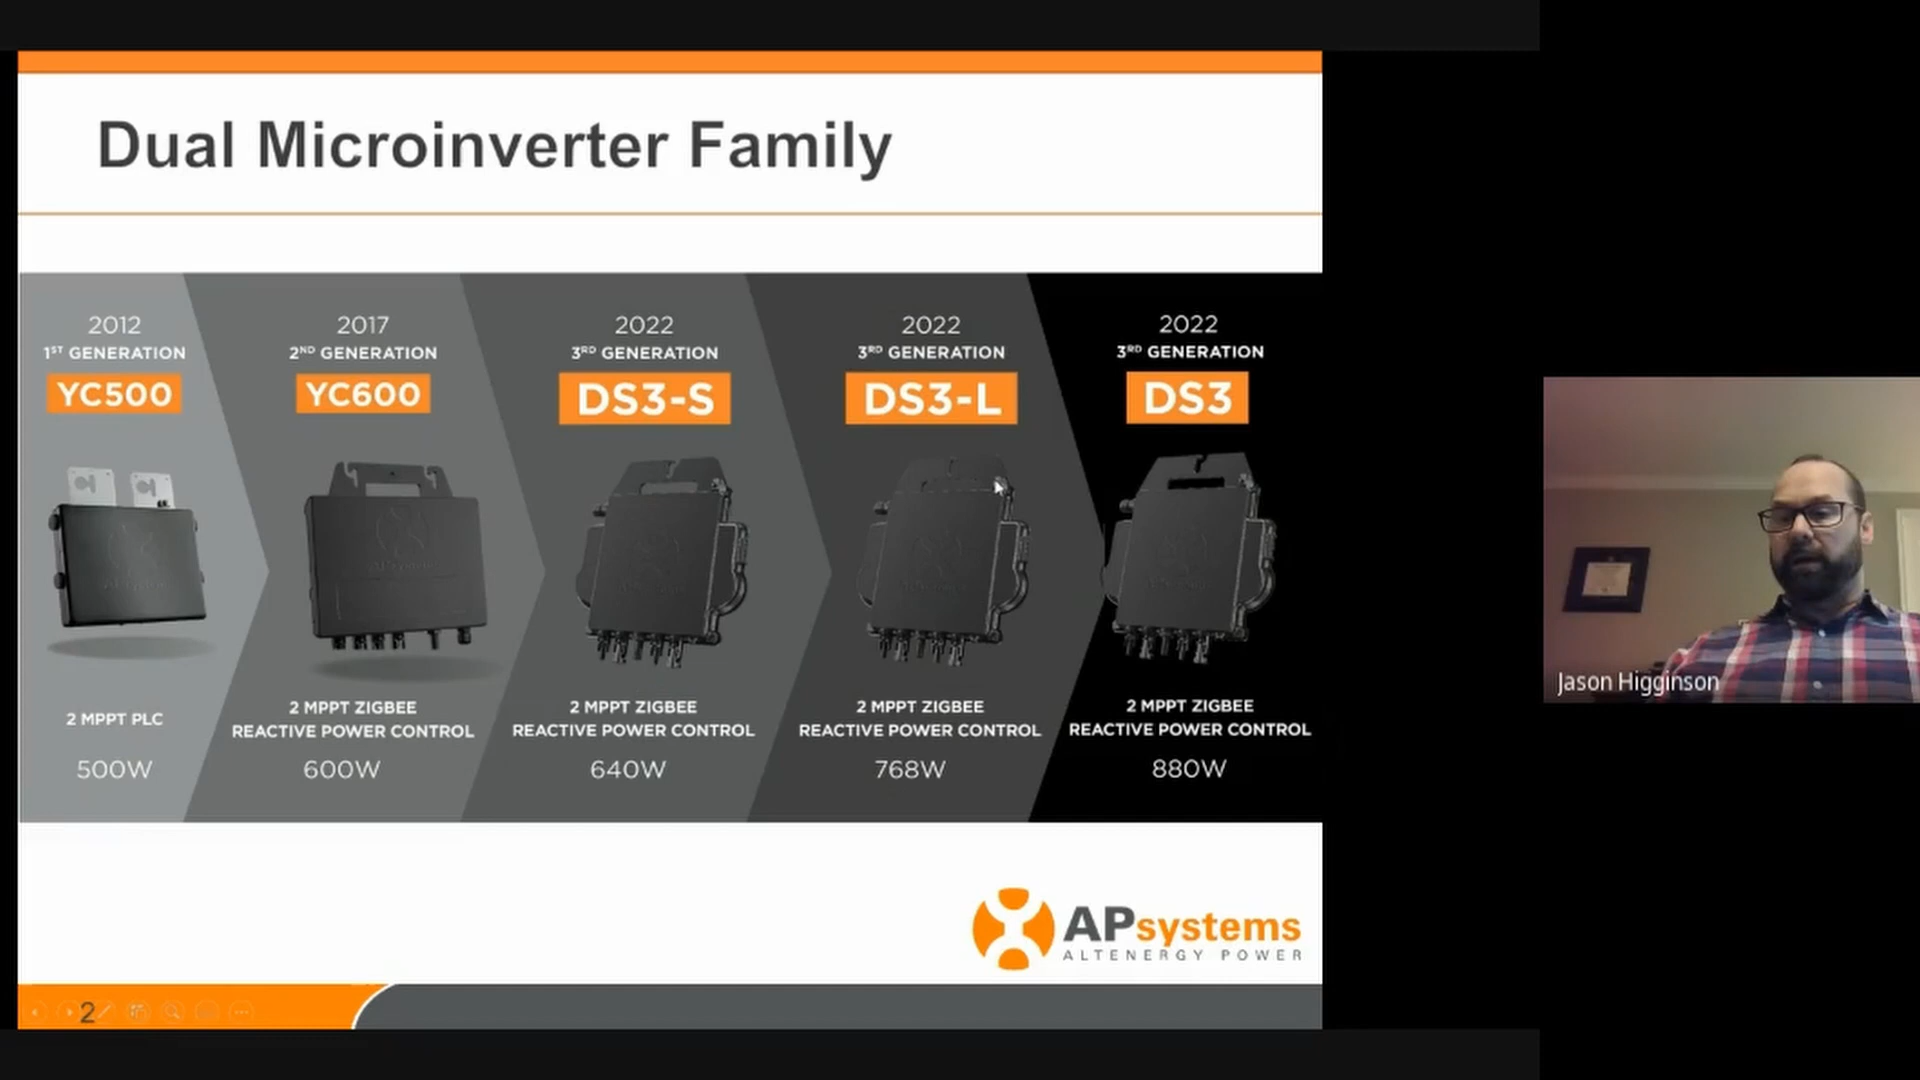 Dual Microinverter Family
2012
1ST GENERATION
YC500
2 MPPT PLC
500W
2017
2ND GENERATION
YC600
2 MPPT ZIGBEE
REACTIVE POWER CONTROL
600W
2022
3RD GENERATION
DS3-S
2 MPPT ZIGBEE
REACTIVE POWER CONTROL
640W
2022
3RD GENERATION
DS3-L
2 MPPT ZIGBEE
REACTIVE POWER CONTROL
768W
2022
3RD GENERATION
DS3
2 MPPT ZIGBEE
REACTIVE POWER CONTROL
880W
APsystems
ALTENERGY POWER
2
Jason Higginson